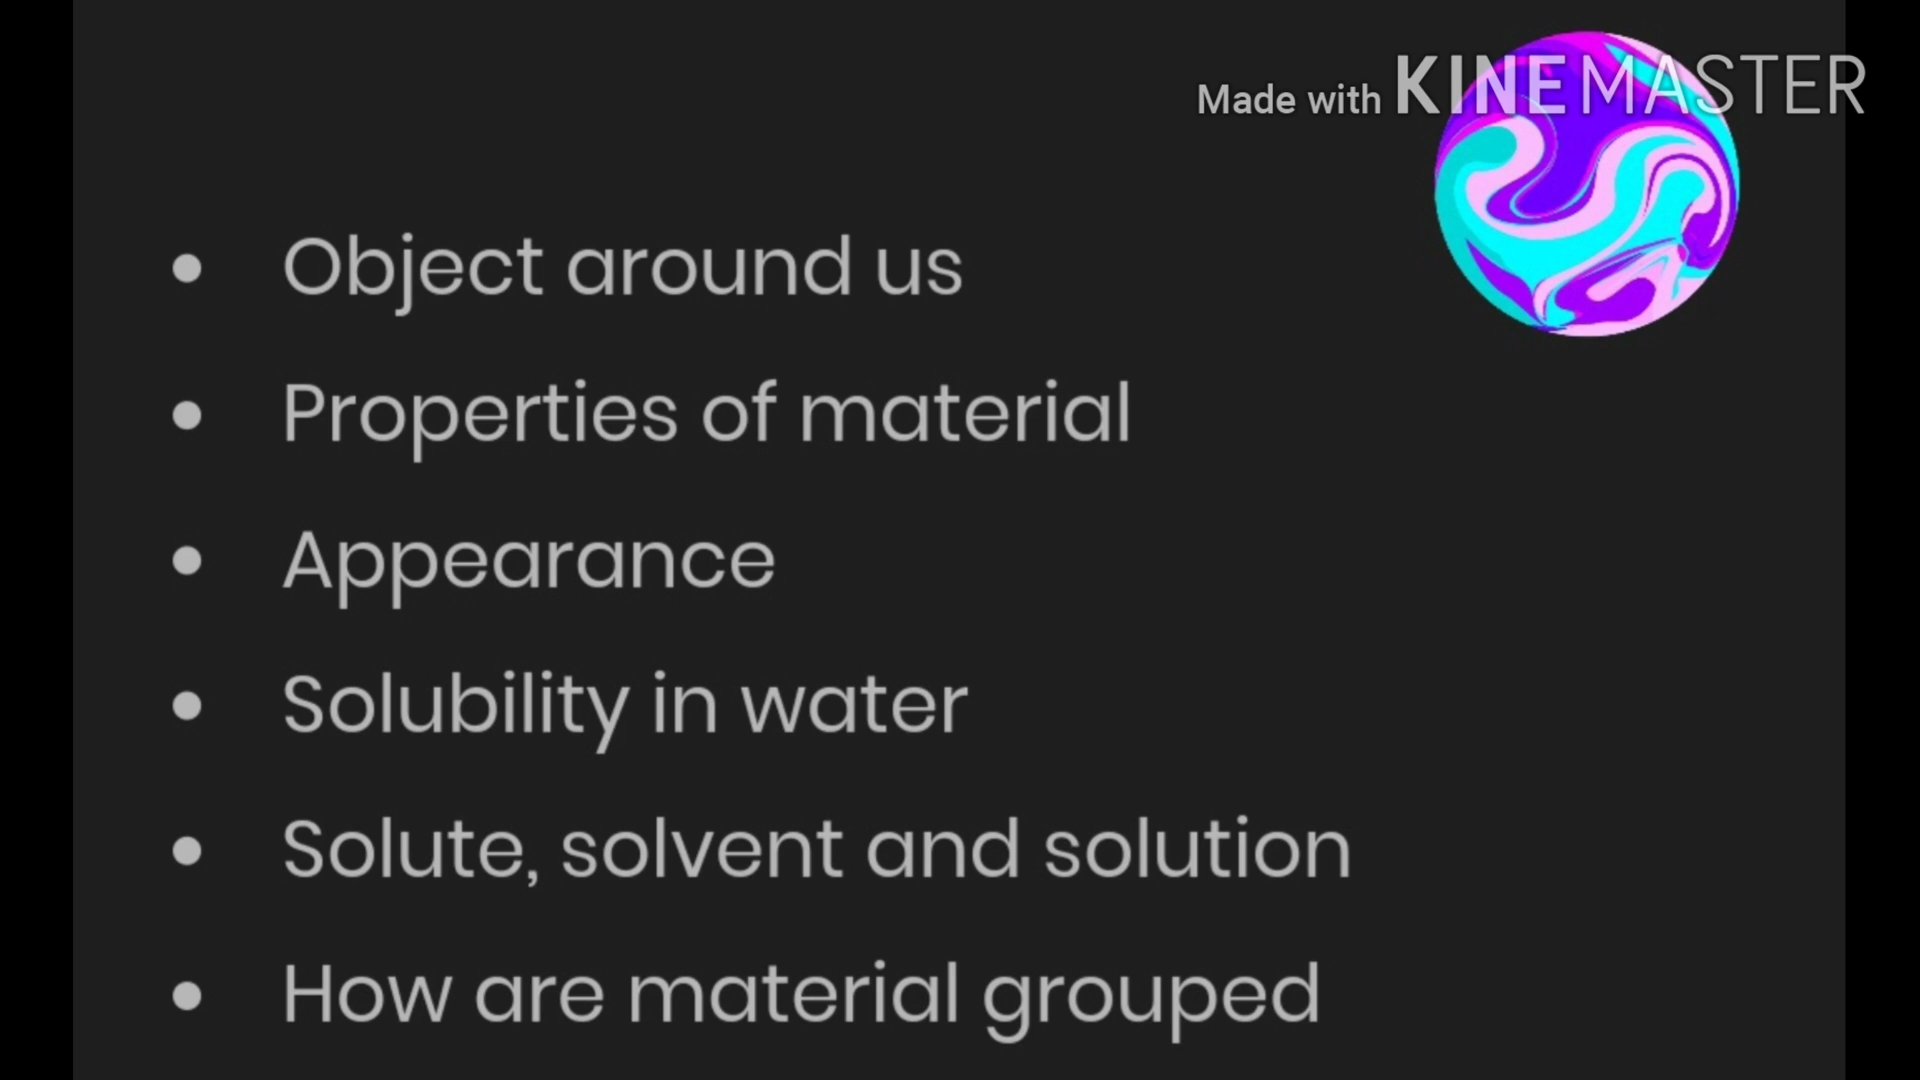 Made with KINEMASTER
• Object around us
• Properties of material
• Appearance
• Solubility in water
• Solute, solvent and solution
• How are material grouped